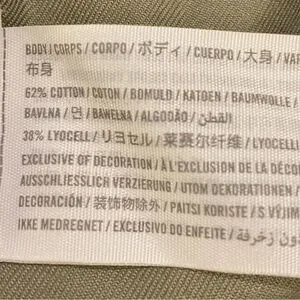 BODY / CORPS / CORPO / ボディ / CUERPO / 大身 / VAR
布身
62% COTTON / COTON / BOMULD / KATOEN / BAUMWOLLE /
BAVLNA / 면 / BAWEŁNA / ALGODÃO / القطن /
38% LYOCELL / リヨセル / 莱赛尔纤维 / LYOCELL
EXCLUSIVE OF DECORATION / À L'EXCLUSION DE LA DÉCO
AUSSCHLIESSLICH VERZIERUNG / UTOM DEKORATIONEN /
DECORACIÓN / 装饰物除外 / PAITSI KORISTE / S VÝJIM
IKKE MEDREGNET / EXCLUSIVO DO ENFEITE / دون زخرفة